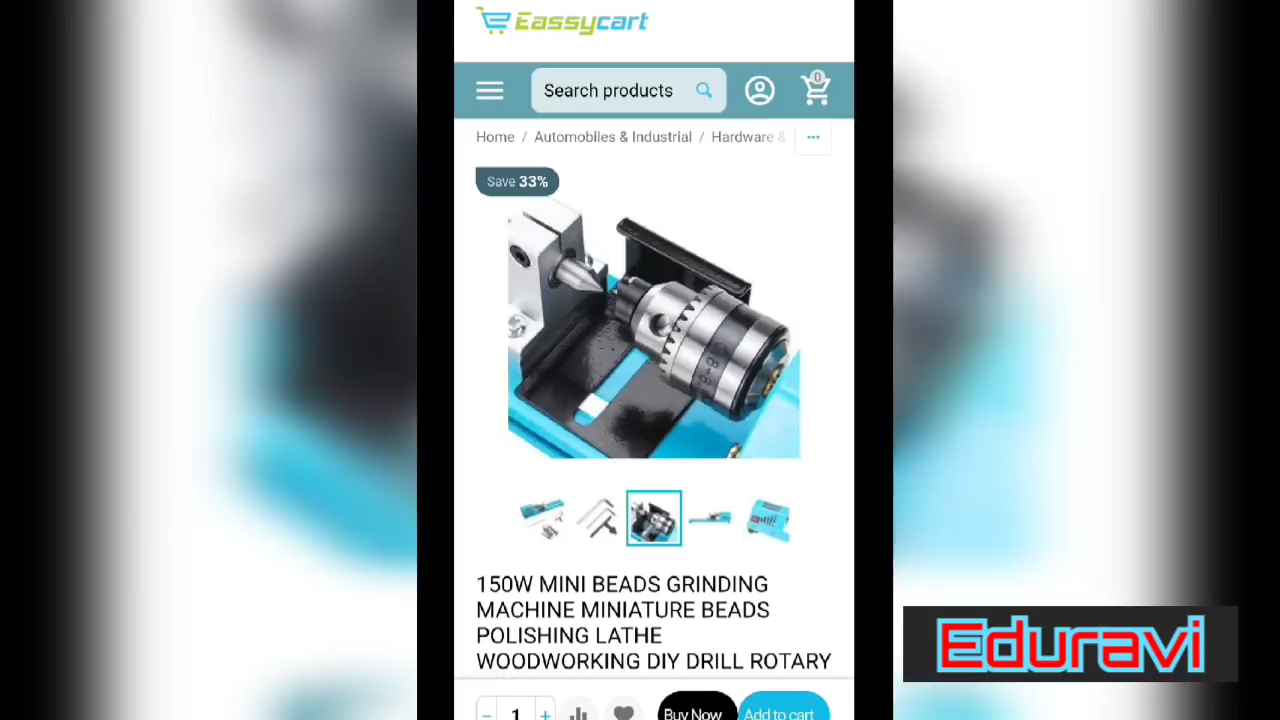 Eassycart
0
Search products
Home / Automobiles & Industrial / Hardware & ...
Save 33%
150W MINI BEADS GRINDING
MACHINE MINIATURE BEADS
POLISHING LATHE
WOODWORKING DIY DRILL ROTARY
− 1 +
Buy Now
Add to cart
Eduravi